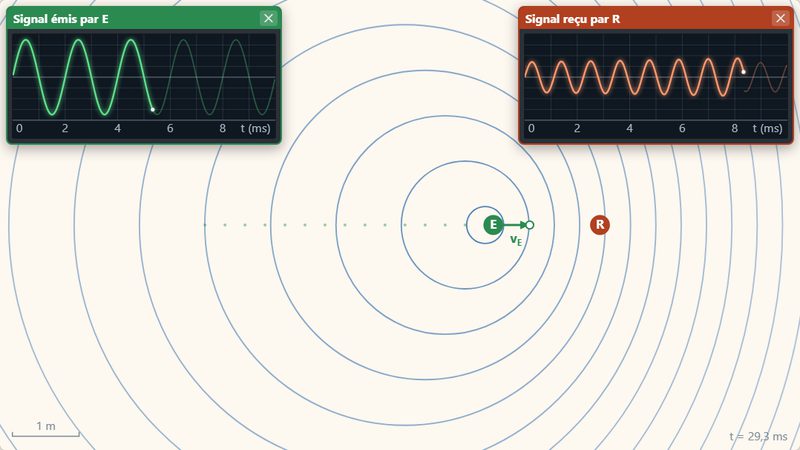 Signal émis par E
0 2 4 6 8 t (ms)
Signal reçu par R
0 2 4 6 8 t (ms)
E
R
vE
1 m
t = 29,3 ms